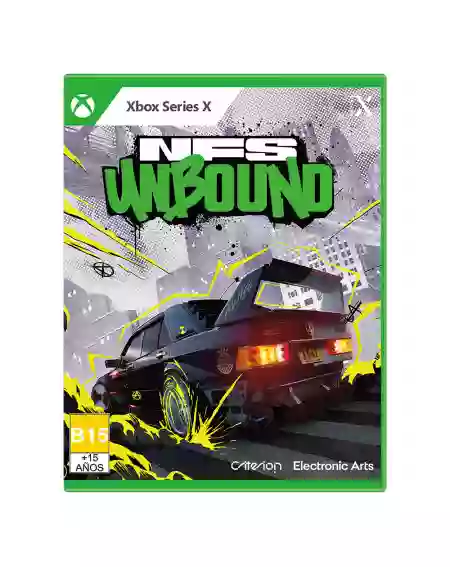 Xbox Series X
NFS
UNBOUND
B15
+15
AÑOS
criterion
Electronic Arts